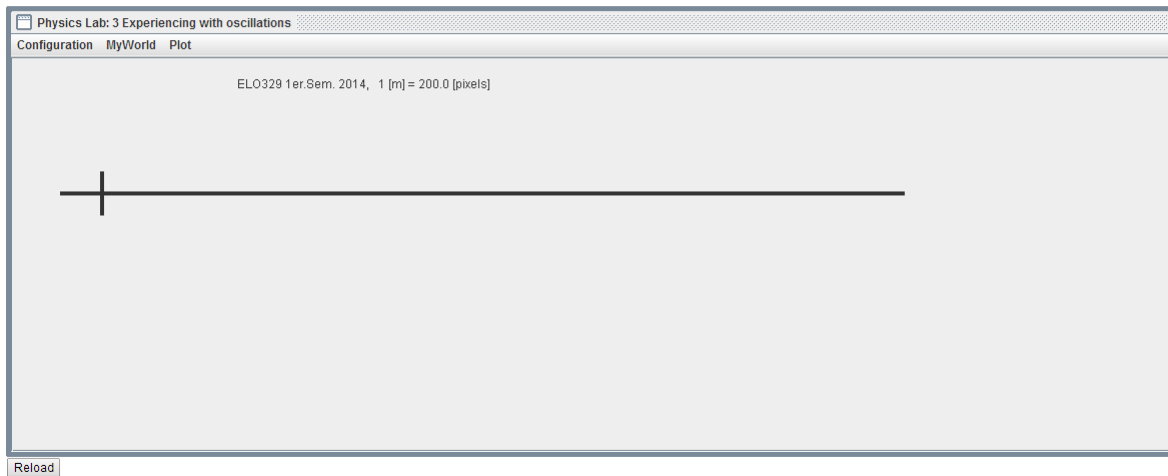 Physics Lab: 3 Experiencing with oscillations
Configuration MyWorld Plot
ELO329 1er.Sem. 2014, 1 [m] = 200.0 [pixels]
Reload